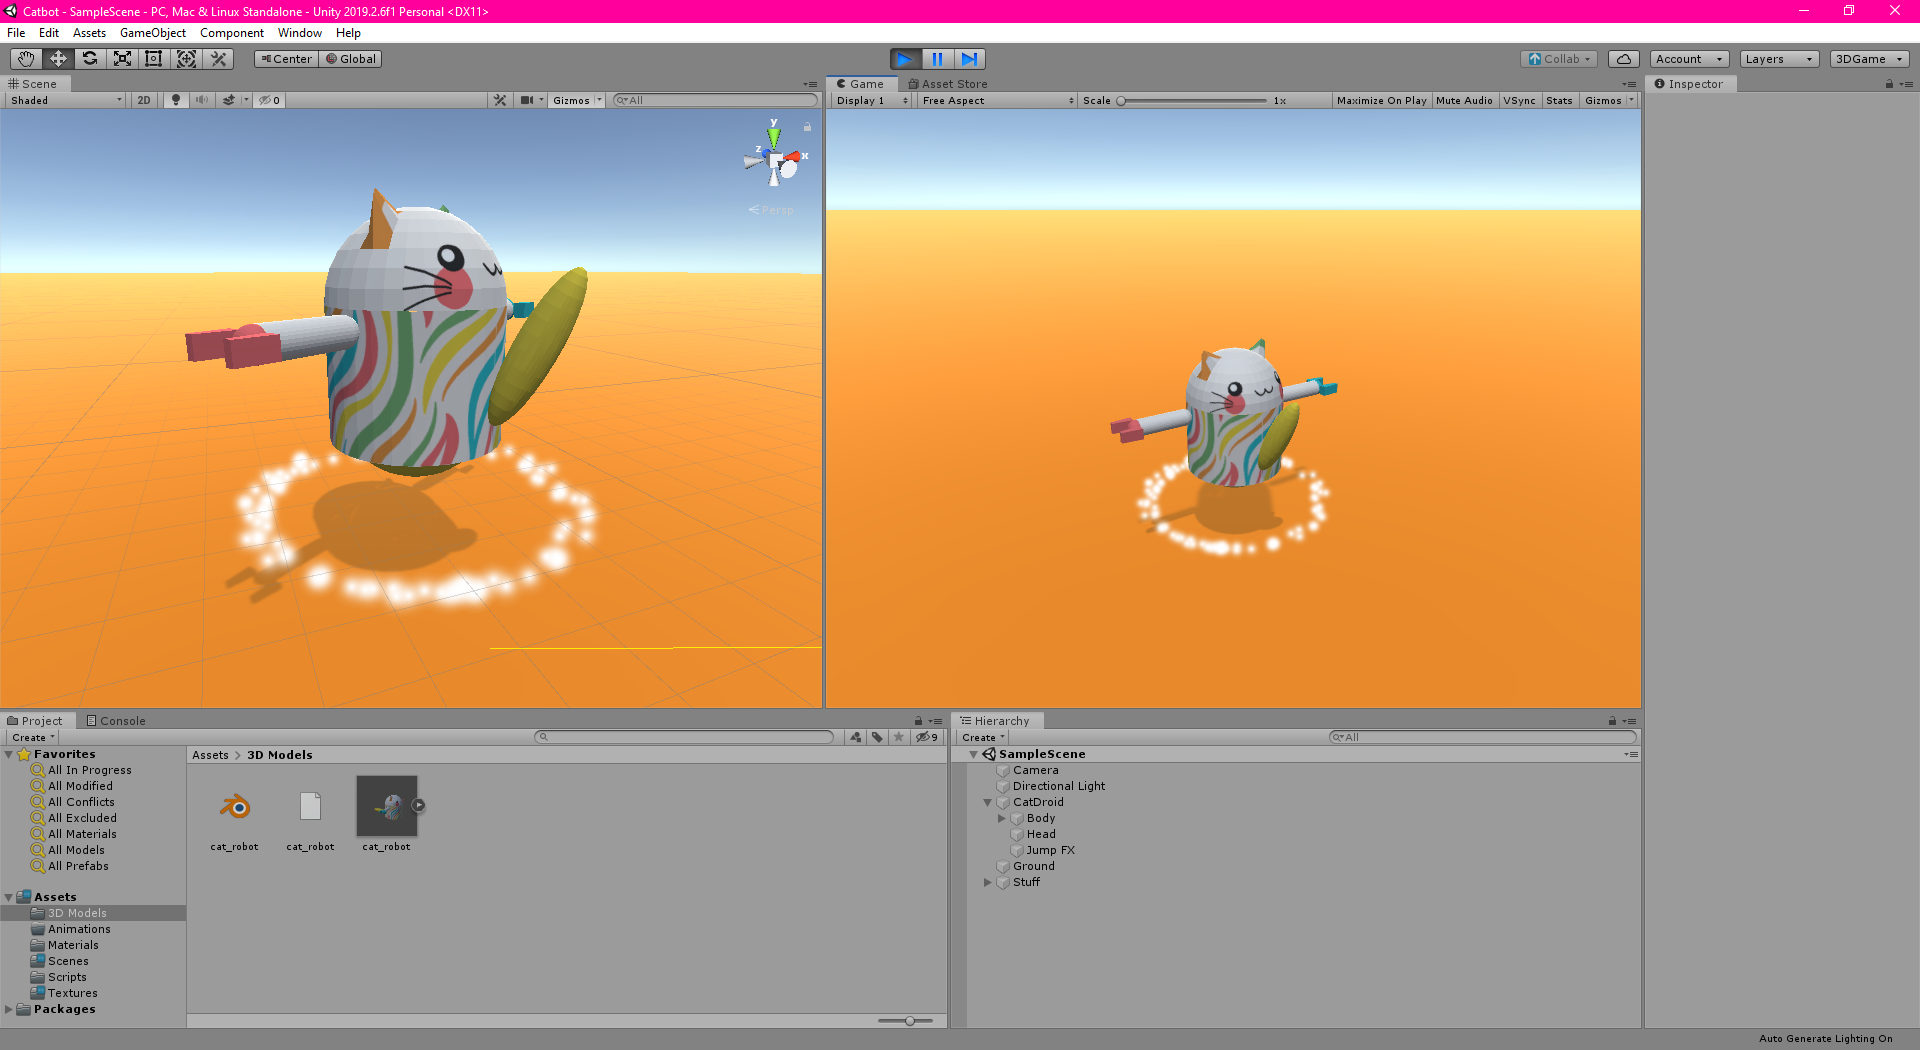 Catbot - SampleScene - PC, Mac & Linux Standalone - Unity 2019.2.6f1 Personal <DX11>
File Edit Assets GameObject Component Window Help
Center Global Collab Account Layers 3DGame
Scene
Shaded 2D 0 Gizmos All
y
z x
Persp
Game Asset Store
Display 1 Free Aspect Scale 1x Maximize On Play Mute Audio VSync Stats Gizmos
Inspector
Project Console
Create 9
Favorites
All In Progress
All Modified
All Conflicts
All Excluded
All Materials
All Models
All Prefabs
Assets
3D Models
Animations
Materials
Scenes
Scripts
Textures
Packages
Assets > 3D Models
cat_robot cat_robot cat_robot
Hierarchy
Create All
SampleScene
Camera
Directional Light
CatDroid
Body
Head
Jump FX
Ground
Stuff
Auto Generate Lighting On